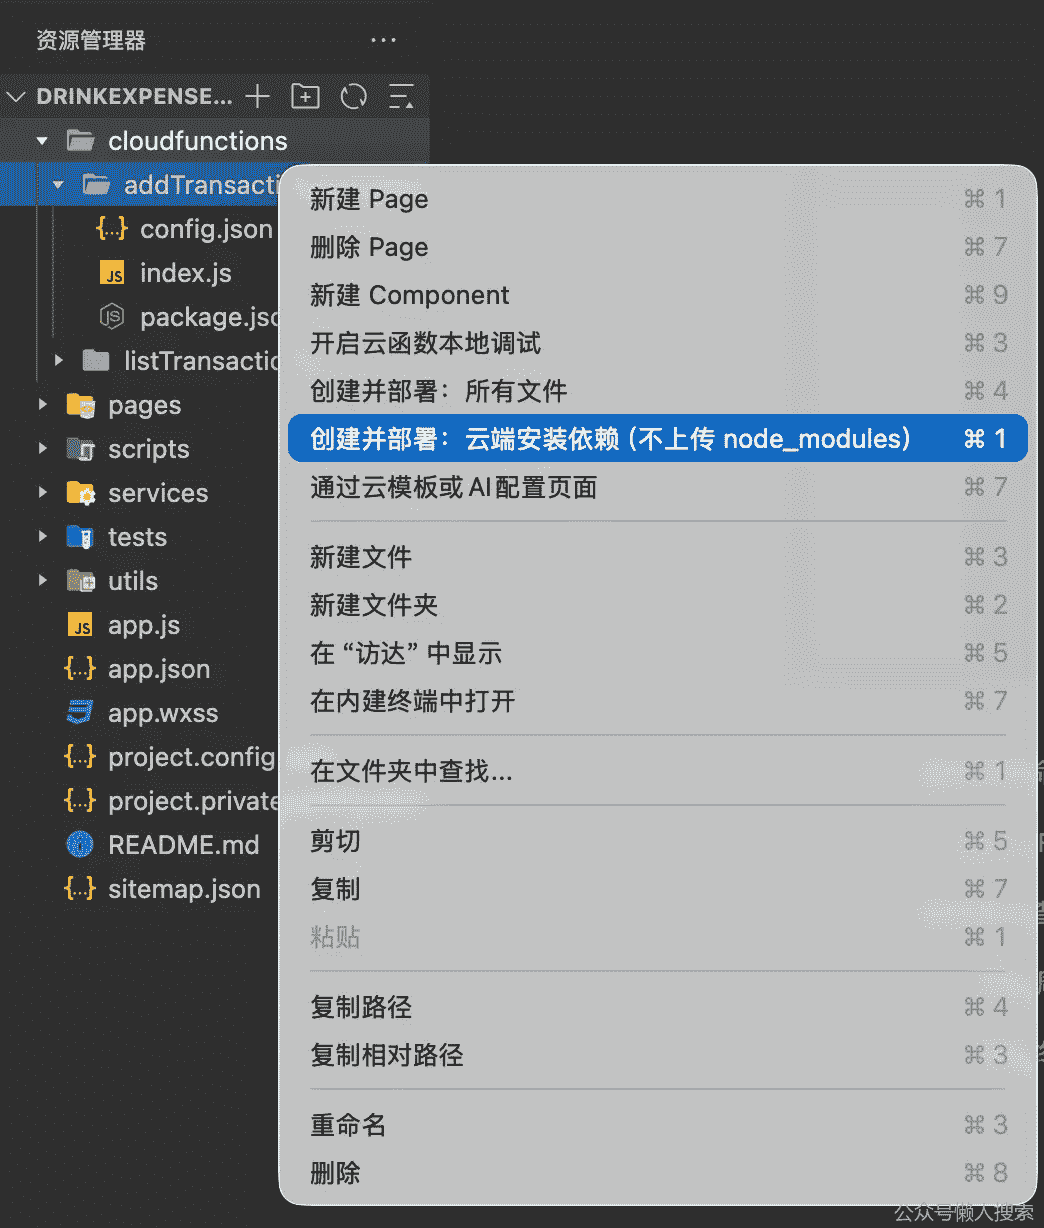 资源管理器 ...
DRINKEXPENSE...
cloudfunctions
addTransacti
{..} config.json
JS index.js
JS package.jso
listTransactio
pages
scripts
services
tests
utils
JS app.js
{..} app.json
app.wxss
{..} project.config
{..} project.private
README.md
{..} sitemap.json
新建 Page ⌘ 1
删除 Page ⌘ 7
新建 Component ⌘ 9
开启云函数本地调试 ⌘ 3
创建并部署：所有文件 ⌘ 4
创建并部署：云端安装依赖 (不上传 node_modules) ⌘ 1
通过云模板或AI配置页面 ⌘ 7
新建文件 ⌘ 3
新建文件夹 ⌘ 2
在 “访达” 中显示 ⌘ 5
在内建终端中打开 ⌘ 7
在文件夹中查找... ⌘ 1
剪切 ⌘ 5
复制 ⌘ 7
粘贴 ⌘ 1
复制路径 ⌘ 4
复制相对路径 ⌘ 3
重命名 ⌘ 3
删除 ⌘ 8
公众号懒人搜索